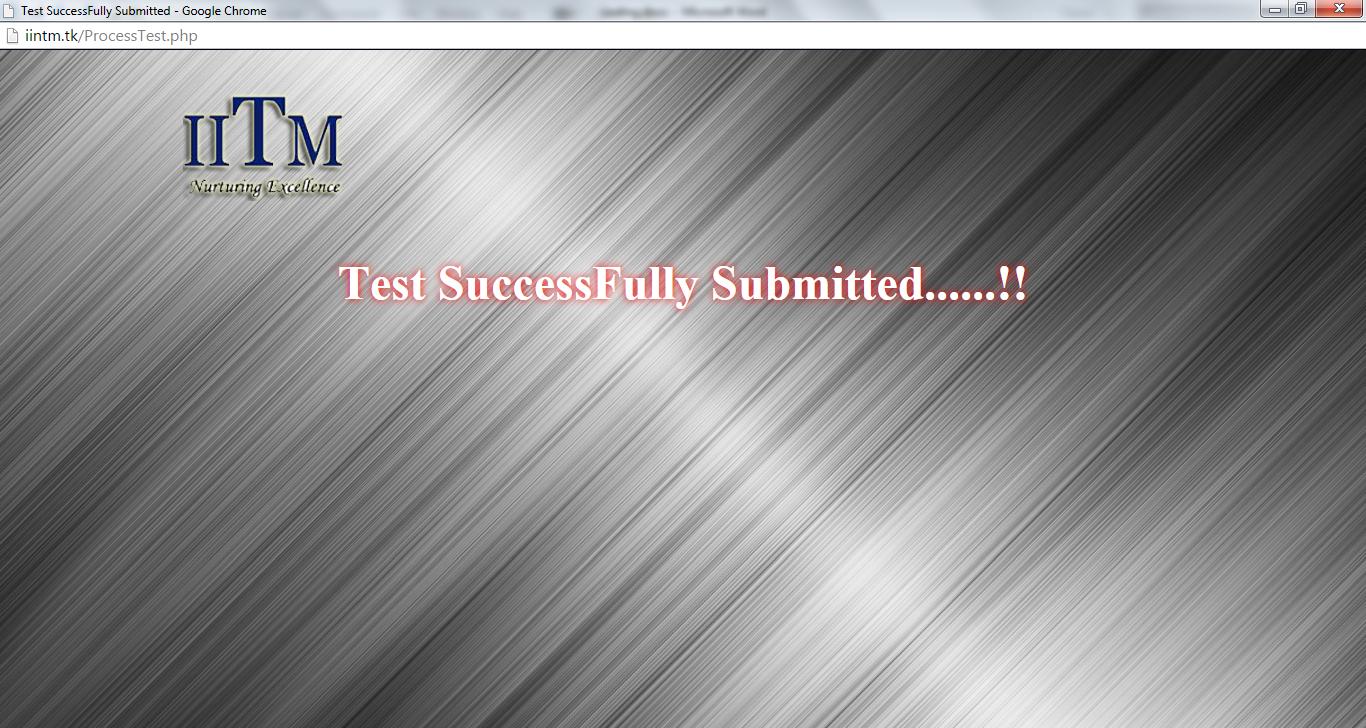 Test SuccessFully Submitted - Google Chrome
iintm.tk/ProcessTest.php
IITM
Nurturing Excellence
Test SuccessFully Submitted......!!